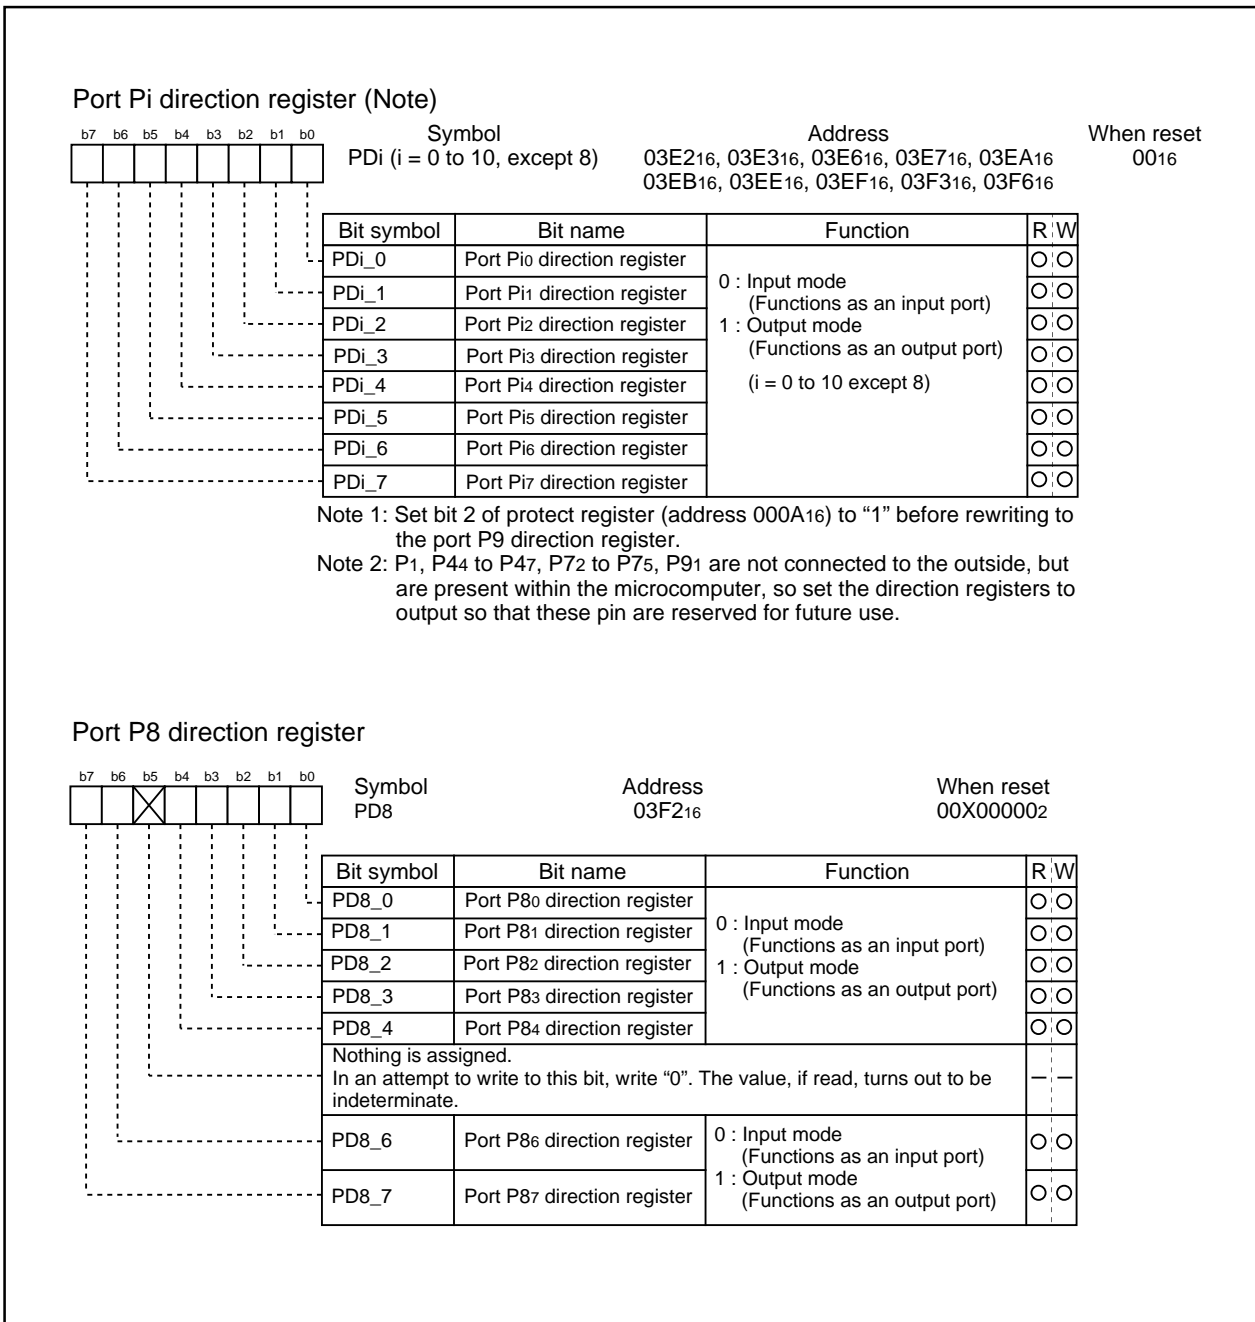 Port Pi direction register (Note)
b7 b6 b5 b4 b3 b2 b1 b0
Symbol Address When reset
PDi (i = 0 to 10, except 8) 03E216, 03E316, 03E616, 03E716, 03EA16 0016
03EB16, 03EE16, 03EF16, 03F316, 03F616
Bit symbol Bit name Function R W
PDi_0 Port Pi0 direction register
0 : Input mode
PDi_1 Port Pi1 direction register
(Functions as an input port)
PDi_2 Port Pi2 direction register
1 : Output mode
PDi_3 Port Pi3 direction register
(Functions as an output port)
PDi_4 Port Pi4 direction register
(i = 0 to 10 except 8)
PDi_5 Port Pi5 direction register
PDi_6 Port Pi6 direction register
PDi_7 Port Pi7 direction register
Note 1: Set bit 2 of protect register (address 000A16) to “1” before rewriting to
the port P9 direction register.
Note 2: P1, P44 to P47, P72 to P75, P91 are not connected to the outside, but
are present within the microcomputer, so set the direction registers to
output so that these pin are reserved for future use.
Port P8 direction register
b7 b6 b5 b4 b3 b2 b1 b0
Symbol Address When reset
PD8 03F216 00X000002
Bit symbol Bit name Function R W
PD8_0 Port P80 direction register
0 : Input mode
PD8_1 Port P81 direction register
(Functions as an input port)
PD8_2 Port P82 direction register
1 : Output mode
PD8_3 Port P83 direction register
(Functions as an output port)
PD8_4 Port P84 direction register
Nothing is assigned.
In an attempt to write to this bit, write “0”. The value, if read, turns out to be
indeterminate.
PD8_6 Port P86 direction register
0 : Input mode
(Functions as an input port)
1 : Output mode
PD8_7 Port P87 direction register
(Functions as an output port)